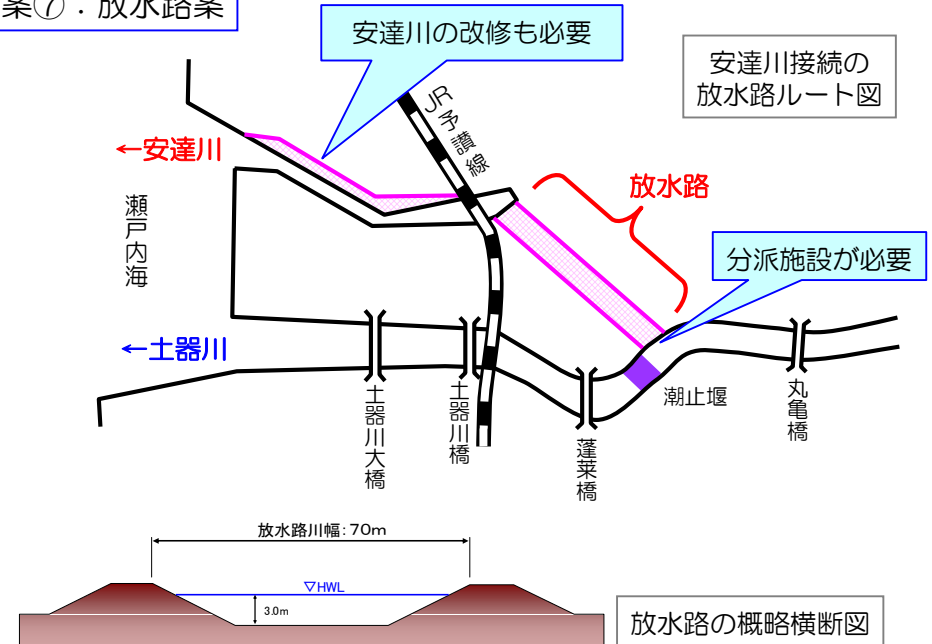 案⑦：放水路案
安達川の改修も必要
安達川接続の
放水路ルート図
JR予讃線
←安達川
放水路
瀬戸内海
分派施設が必要
←土器川
潮止堰
丸亀橋
土器川大橋
土器川橋
蓬莱橋
放水路川幅：70m
▽HWL
3.0m
放水路の概略横断図